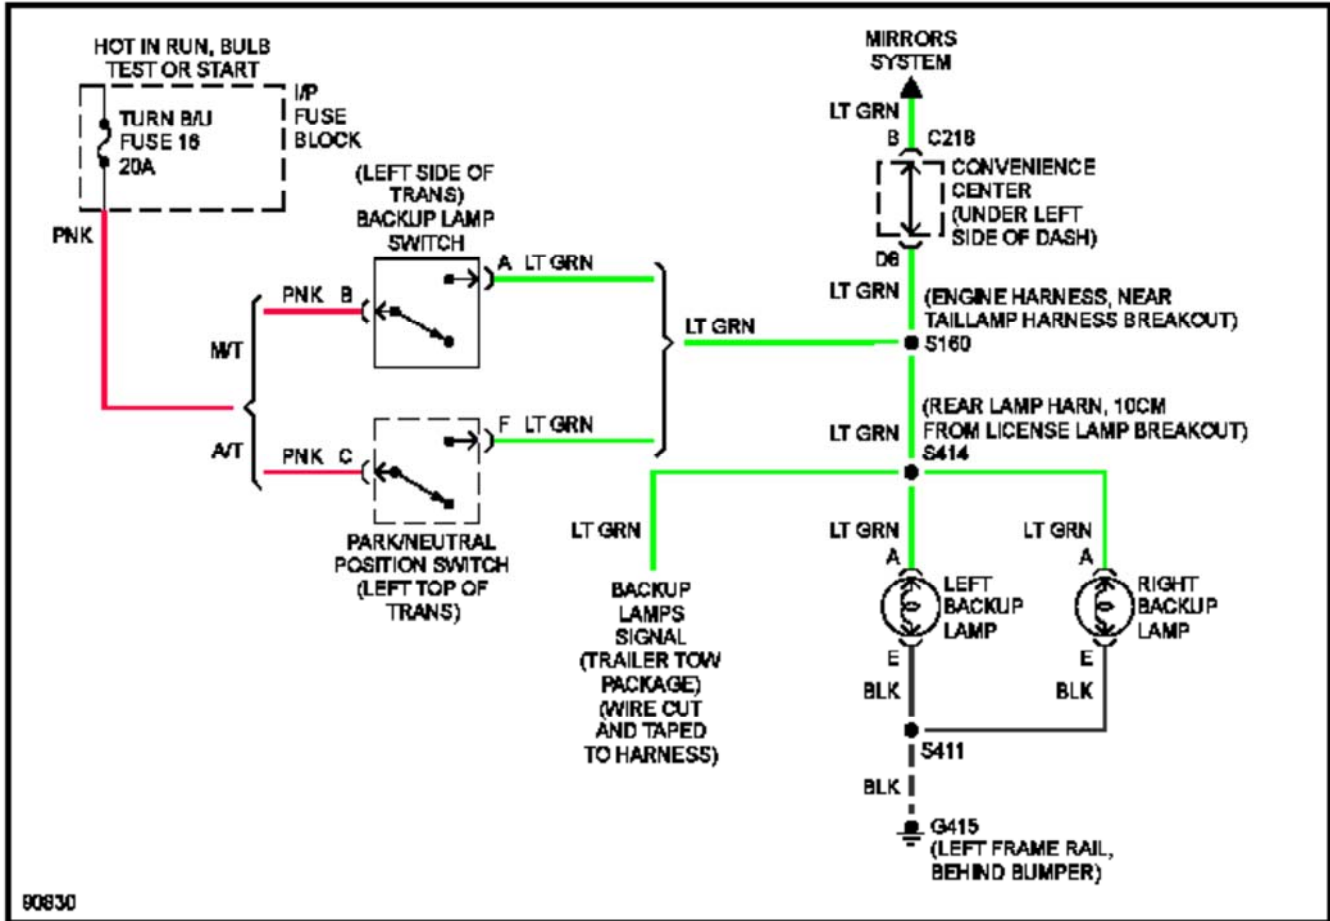 HOT IN RUN, BULB
TEST OR START
I/P
FUSE
BLOCK
TURN B/U
FUSE 16
20A
PNK
(LEFT SIDE OF
TRANS)
BACKUP LAMP
SWITCH
A LT GRN
PNK B
M/T
LT GRN
A/T
PNK C
F LT GRN
PARK/NEUTRAL
POSITION SWITCH
(LEFT TOP OF
TRANS)
MIRRORS
SYSTEM
LT GRN
B C218
CONVENIENCE
CENTER
(UNDER LEFT
SIDE OF DASH)
D6
LT GRN
(ENGINE HARNESS, NEAR
TAILLAMP HARNESS BREAKOUT)
S160
LT GRN
(REAR LAMP HARN, 10CM
FROM LICENSE LAMP BREAKOUT)
S414
LT GRN
BACKUP
LAMPS
SIGNAL
(TRAILER TOW
PACKAGE)
(WIRE CUT
AND TAPED
TO HARNESS)
LT GRN
A
LEFT
BACKUP
LAMP
E
BLK
LT GRN
A
RIGHT
BACKUP
LAMP
E
BLK
S411
BLK
G415
(LEFT FRAME RAIL,
BEHIND BUMPER)
90830